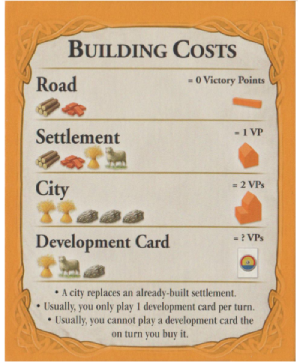 BUILDING COSTS
Road
= 0 Victory Points
Settlement
= 1 VP
City
= 2 VPs
Development Card
= ? VPs
• A city replaces an already-built settlement.
• Usually, you only play 1 development card per turn.
• Usually, you cannot play a development card the
on turn you buy it.